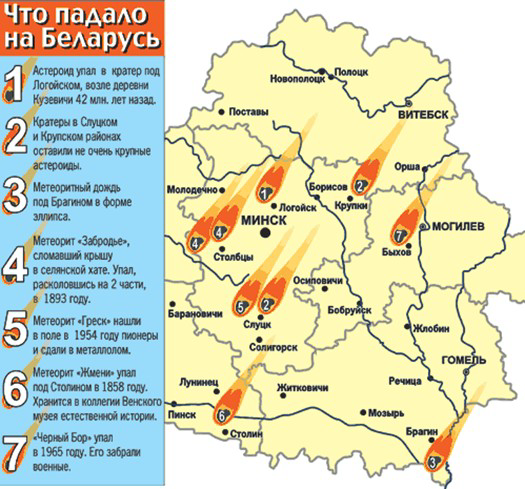 Что падало
на Беларусь
1 Астероид упал в кратер под
Логойском, возле деревни
Кузевичи 42 млн. лет назад.
2 Кратеры в Слуцком
и Крупском районах
оставили не очень крупные
астероиды.
3 Метеоритный дождь
под Брагином в форме
эллипса.
4 Метеорит «Забродье»,
сломавший крышу
в селянской хате. Упал,
расколовшись на 2 части,
в 1893 году.
5 Метеорит «Греск» нашли
в поле в 1954 году пионеры
и сдали в металлолом.
6 Метеорит «Жмени» упал
под Столином в 1858 году.
Хранится в коллегии Венского
музея естественной истории.
7 «Черный Бор» упал
в 1965 году. Его забрали
военные.
Полоцк
Новополоцк
ВИТЕБСК
Поставы
Орша
Молодечно
1
Борисов
2
Логойск
Крупки
4
4
МИНСК
7
МОГИЛЕВ
Столбцы
Быхов
Осиповичи
5
2
Барановичи
Слуцк
Бобруйск
Жлобин
Солигорск
ГОМЕЛЬ
Лунинец
Житковичи
Речица
Пинск
6
Мозырь
Столин
Брагин
3